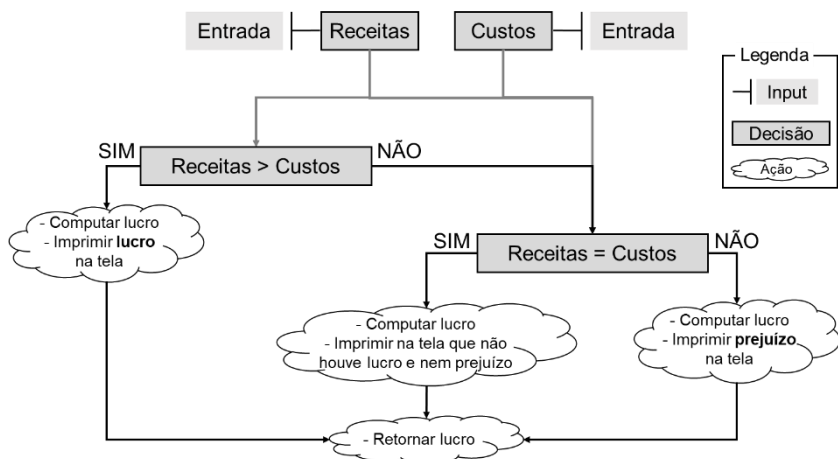 Entrada
Receitas
Custos
Entrada
Legenda
Input
Decisão
Ação
SIM
Receitas > Custos
NÃO
- Computar lucro
- Imprimir lucro
na tela
SIM
Receitas = Custos
NÃO
- Computar lucro
- Imprimir na tela que não
houve lucro e nem prejuízo
- Computar lucro
- Imprimir prejuízo
na tela
- Retornar lucro